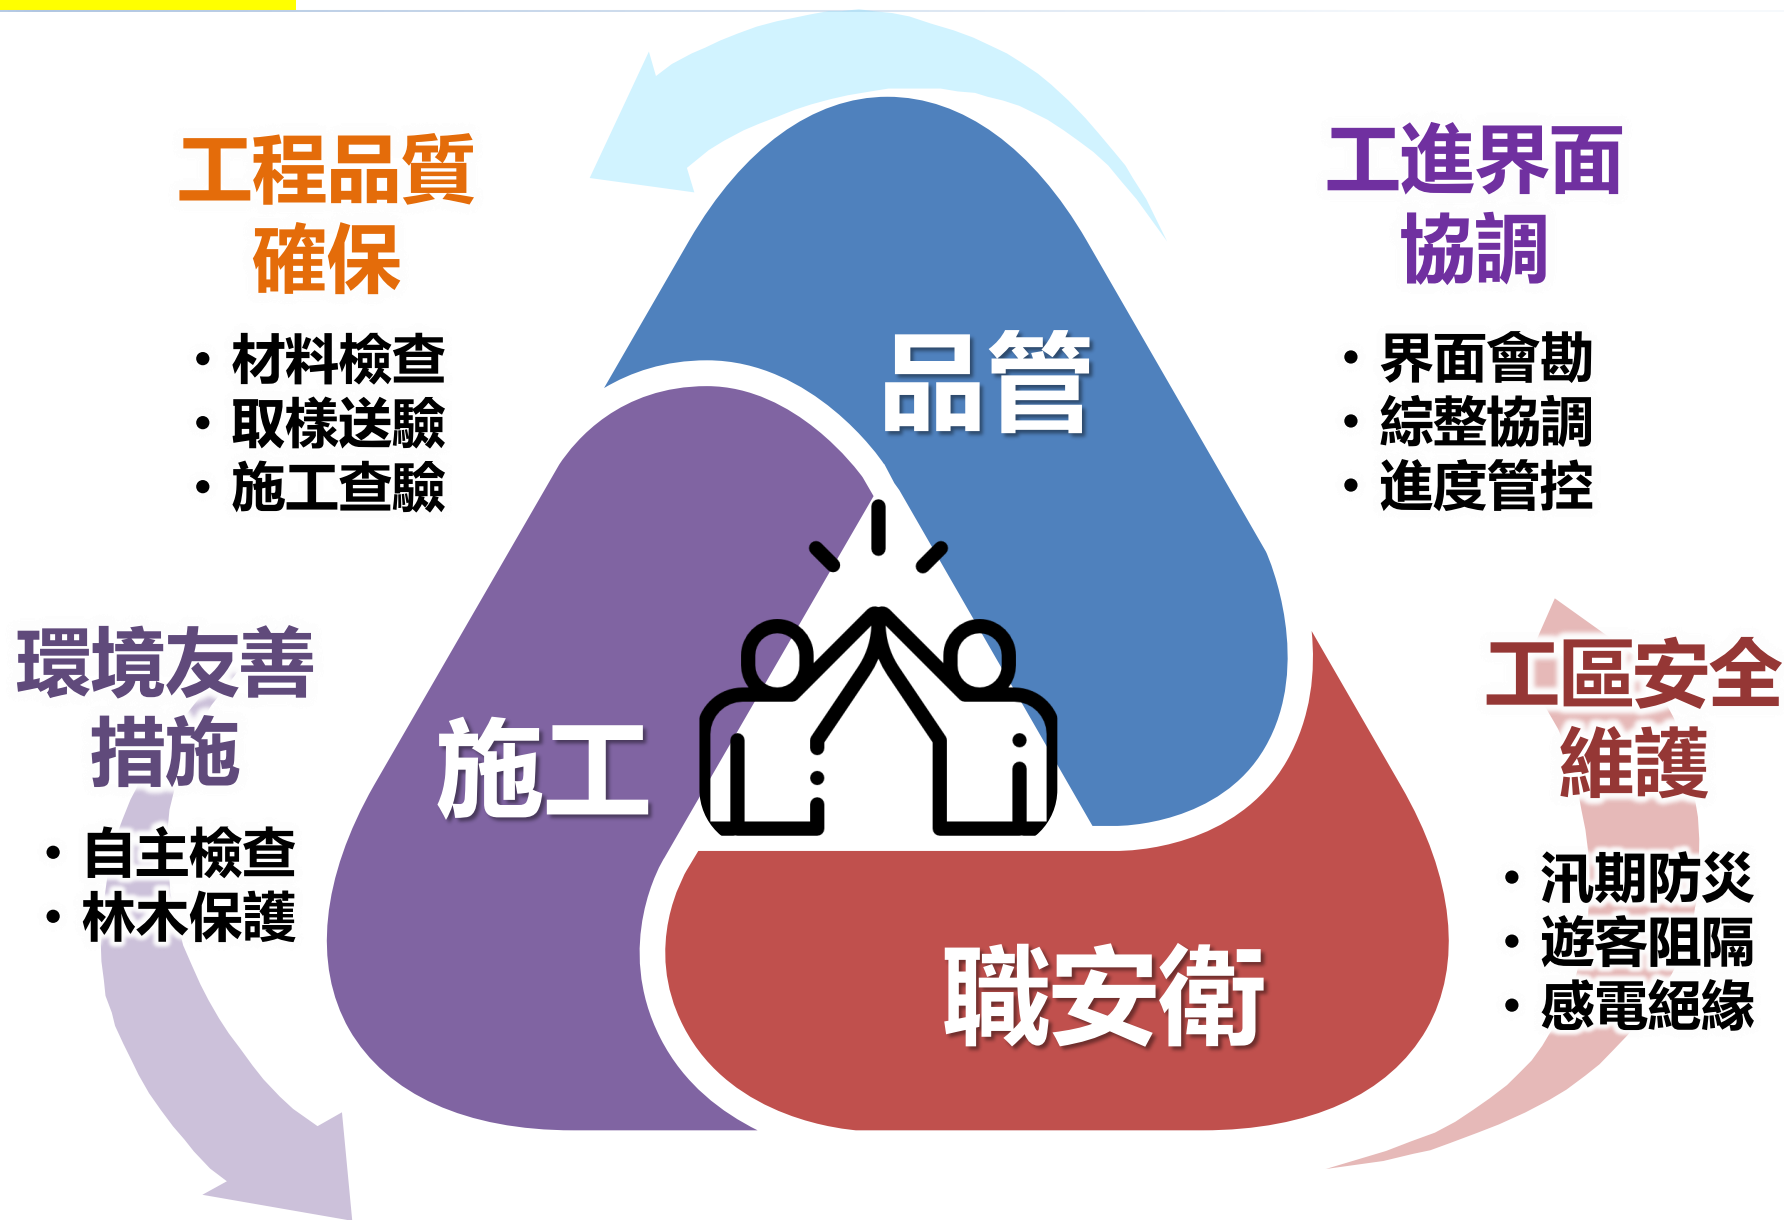 工程品質
確保
• 材料檢查
• 取樣送驗
• 施工查驗
工進界面
協調
• 界面會勘
• 綜整協調
• 進度管控
品管
環境友善
措施
• 自主檢查
• 林木保護
施工
工區安全
維護
• 汛期防災
• 遊客阻隔
• 感電絕緣
職安衛